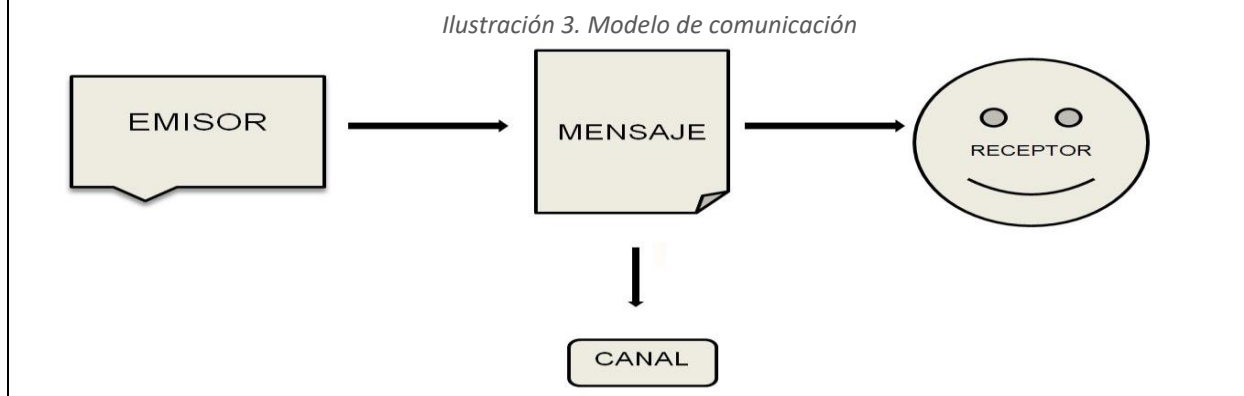 Ilustración 3. Modelo de comunicación
EMISOR
MENSAJE
RECEPTOR
CANAL